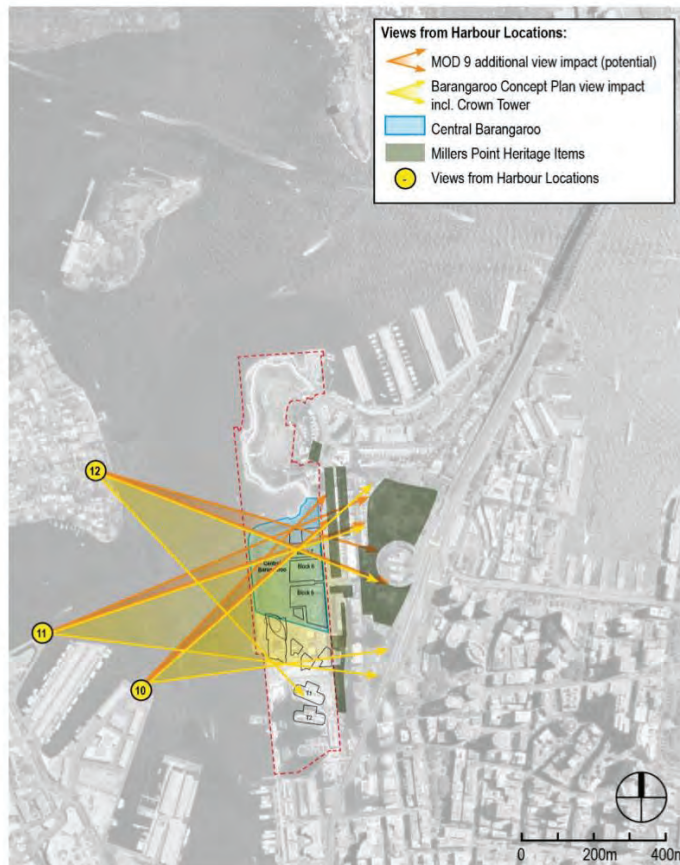 Views from Harbour Locations:
MOD 9 additional view impact (potential)
Barangaroo Concept Plan view impact
incl. Crown Tower
Central Barangaroo
Millers Point Heritage Items
Views from Harbour Locations
12
Central
Barangaroo
Block 6
Block 5
11
10
T1
T2
0 200m 400m